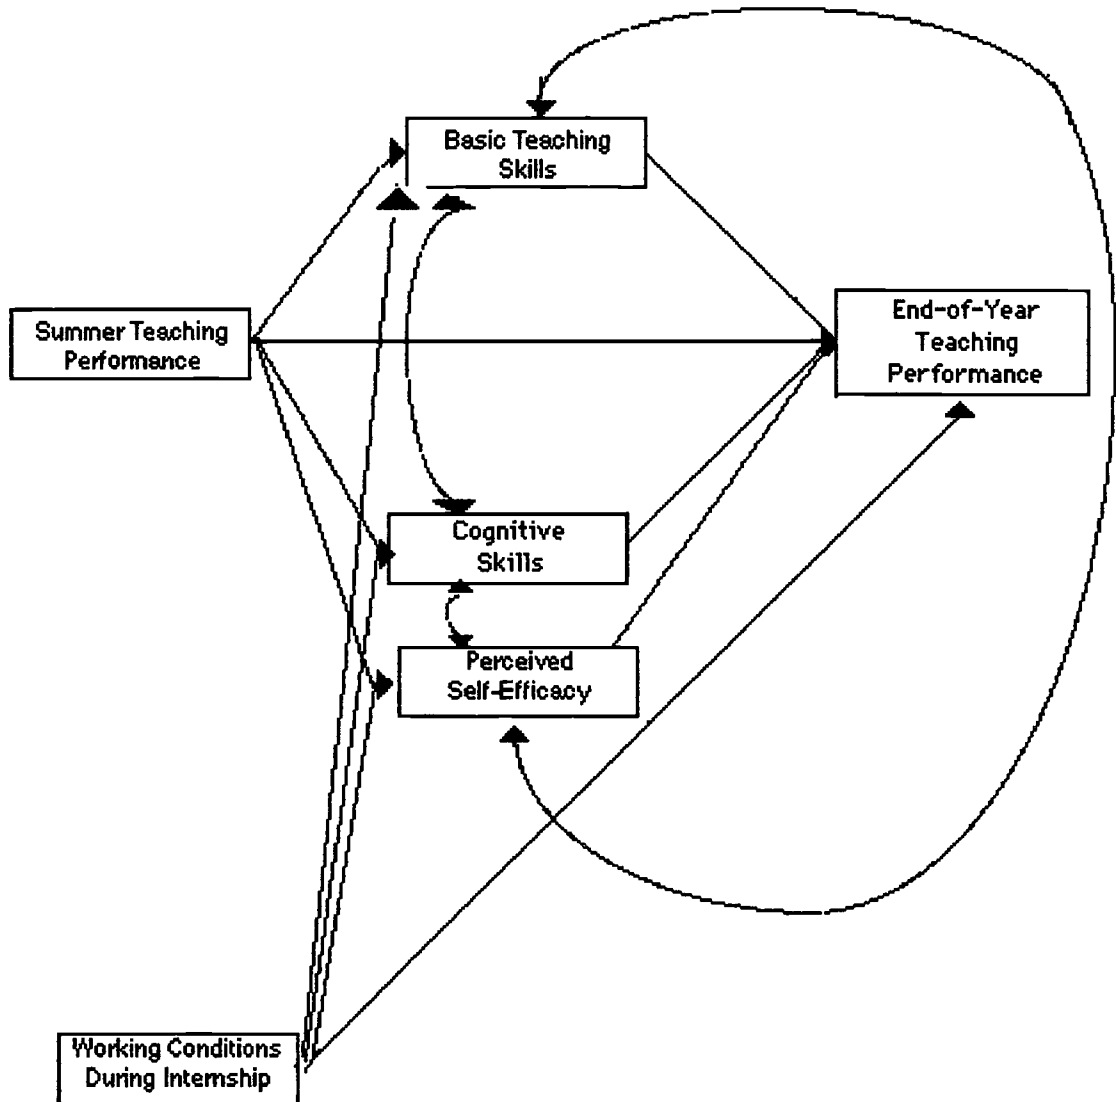 Basic Teaching
Skills
Summer Teaching
Performance
End-of-Year
Teaching
Performance
Cognitive
Skills
Perceived
Self-Efficacy
Working Conditions
During Internship